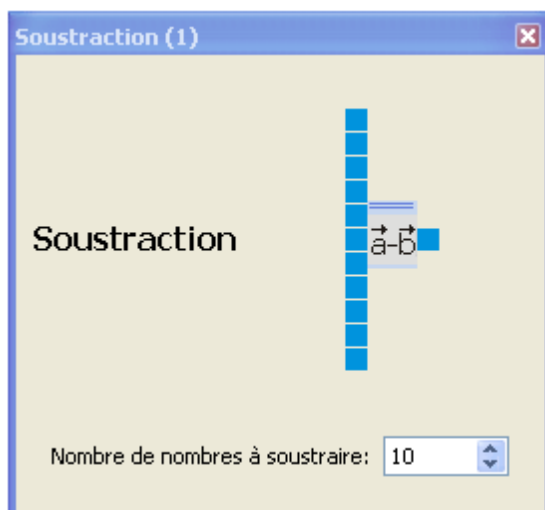 Soustraction (1)
Soustraction
a-b
Nombre de nombres à soustraire: 10